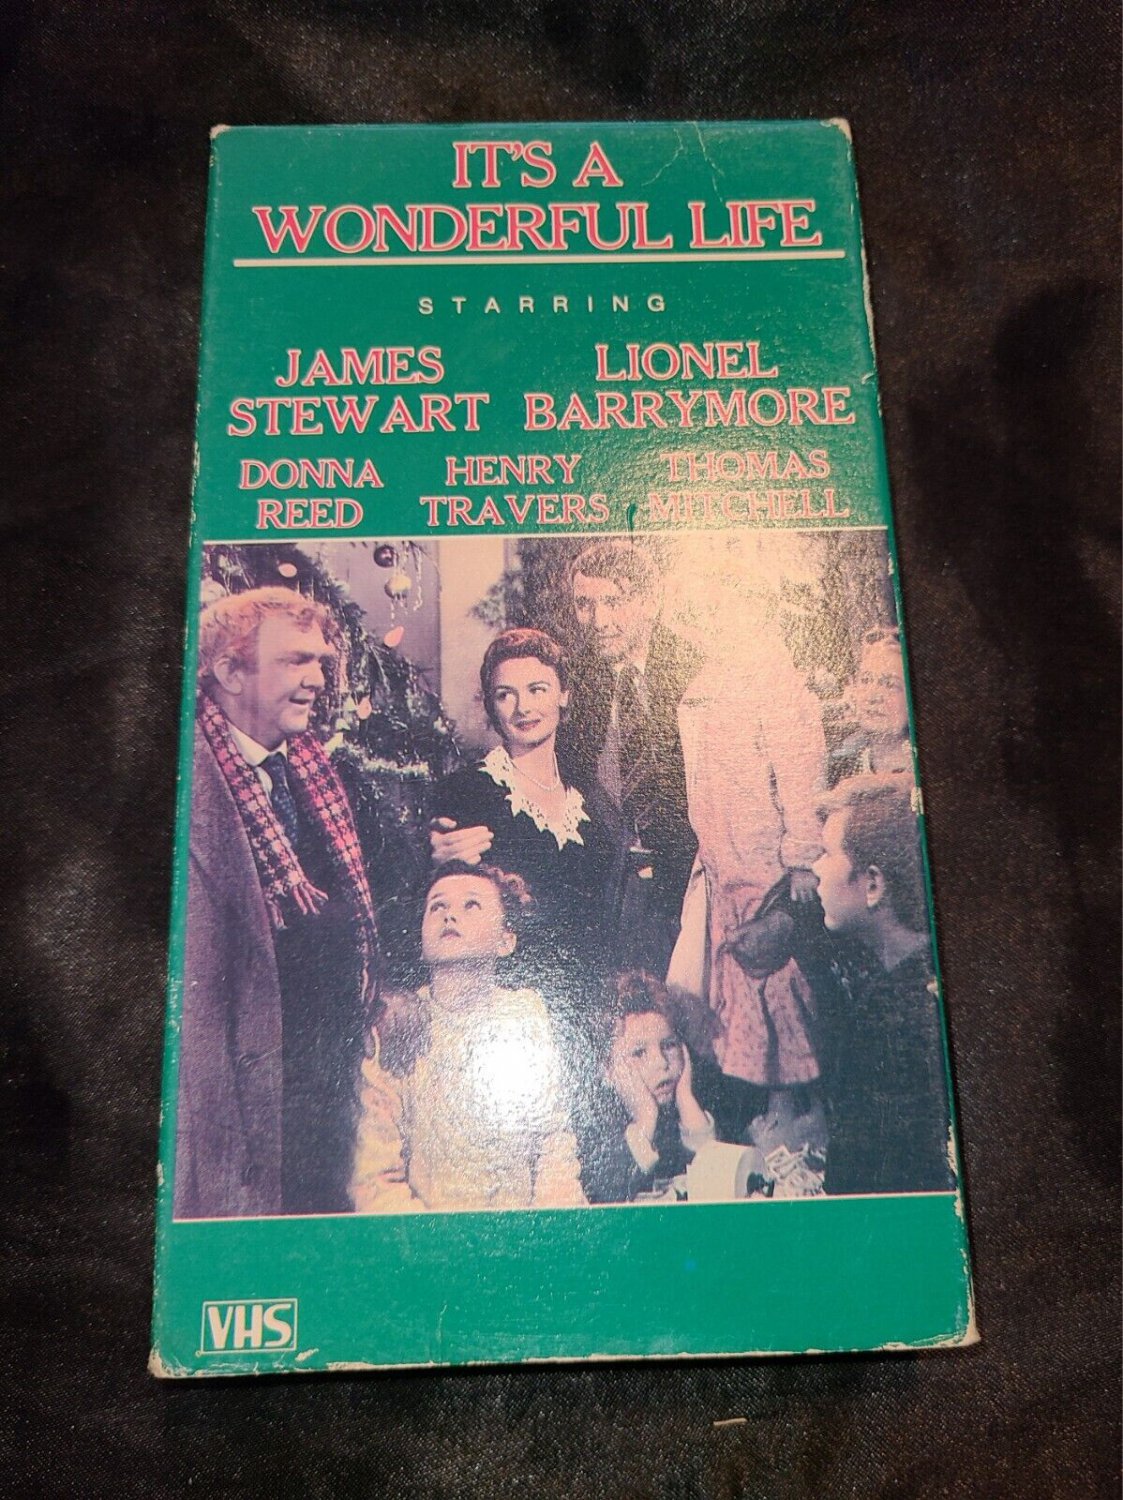 IT'S A
WONDERFUL LIFE
STARRING
JAMES
STEWART
LIONEL
BARRYMORE
DONNA
REED
HENRY
TRAVERS
THOMAS
MITCHELL
VHS